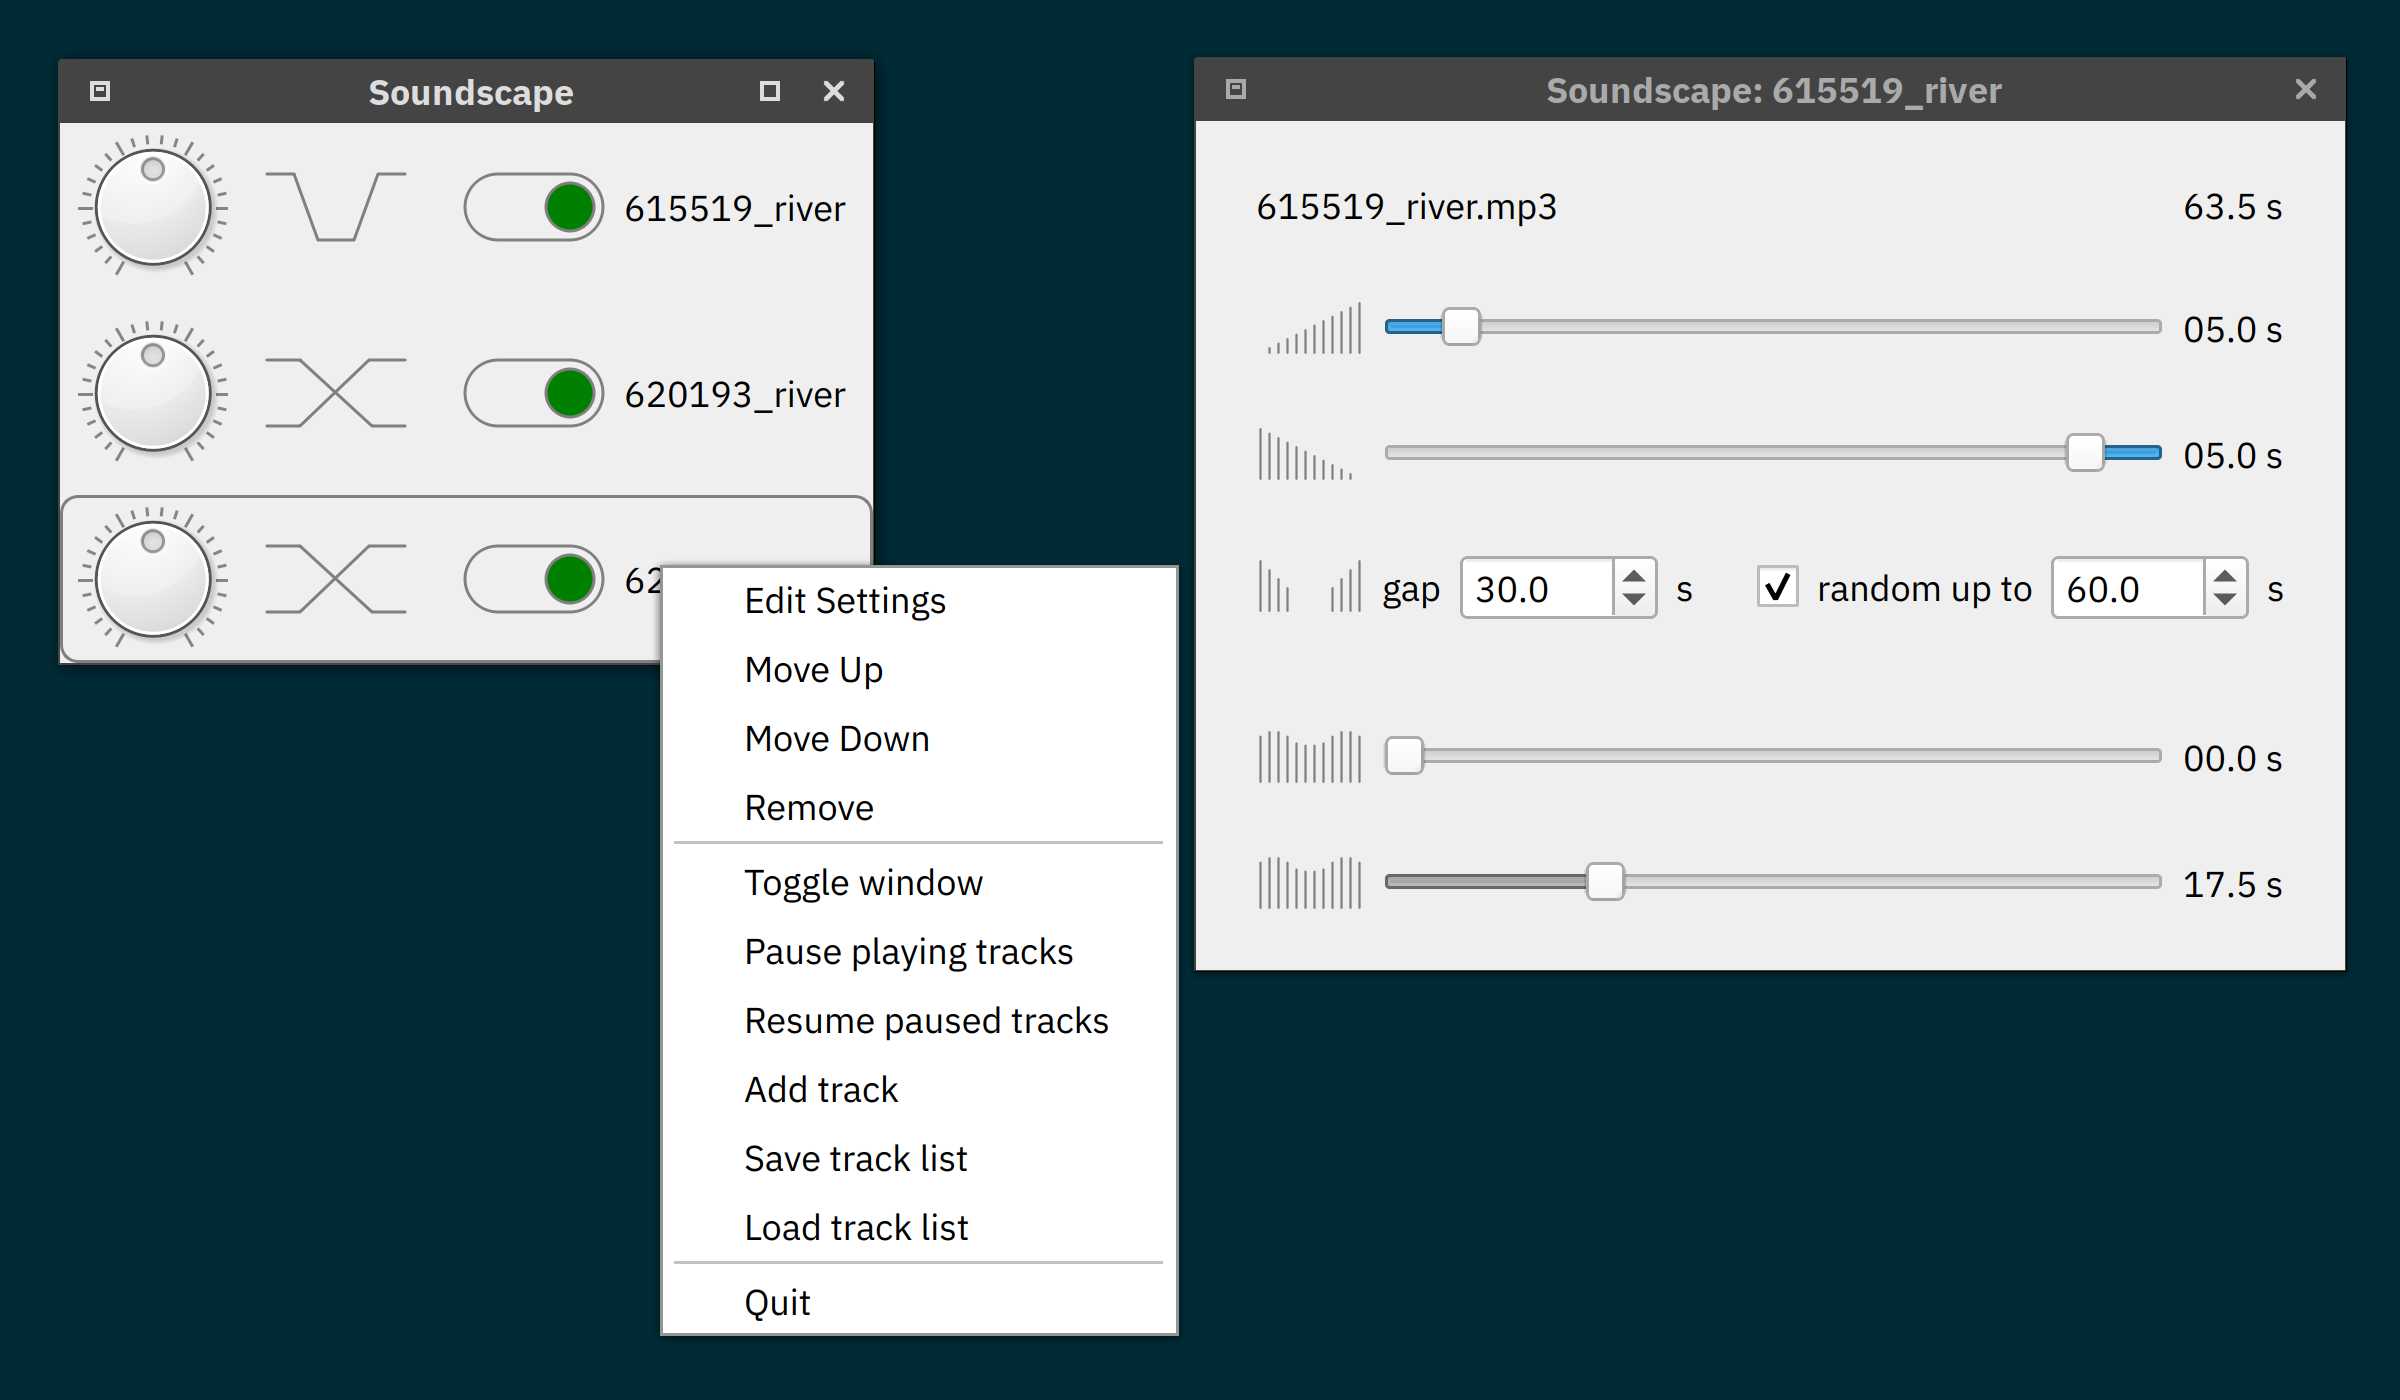 Soundscape
615519_river
620193_river
62
Edit Settings
Move Up
Move Down
Remove
Toggle window
Pause playing tracks
Resume paused tracks
Add track
Save track list
Load track list
Quit
Soundscape: 615519_river
615519_river.mp3 63.5 s
05.0 s
05.0 s
gap 30.0 s random up to 60.0 s
00.0 s
17.5 s